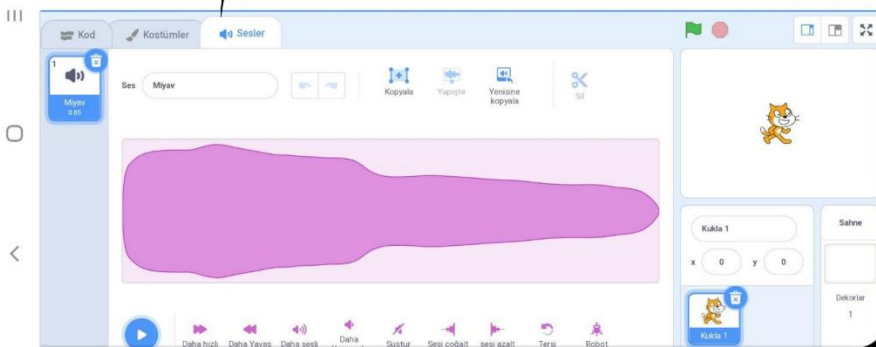 Kod Kostümler Sesler
1
Miyav
0.85
Ses Miyav
Kopyala Yapıştır Yenisine kopyala Sil
Daha hızlı Daha Yavaş Daha sesli Daha Sustur Sesi çoğalt sesi azalt Tersi Robot
Kukla 1
x 0 y 0
Kukla 1
Sahne
Dekorlar
1